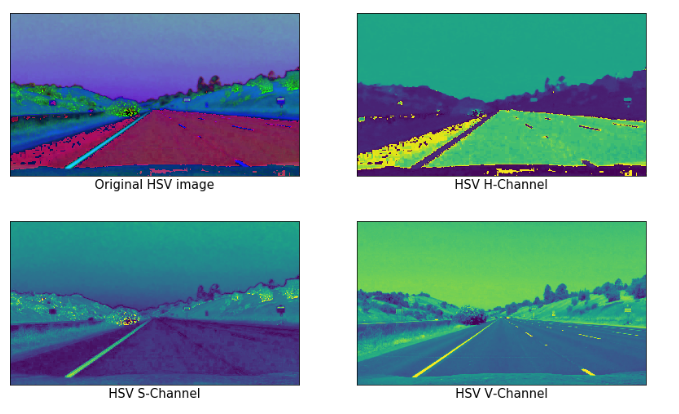 Original HSV image
HSV H-Channel
HSV S-Channel
HSV V-Channel